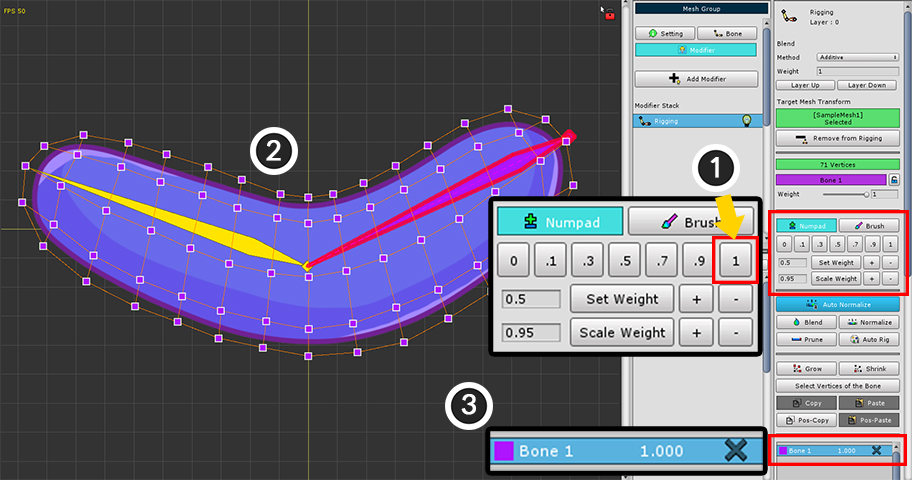 FPS 50
Mesh Group
Setting
Bone
Modifier
Add Modifier
Modifier Stack
Rigging
Rigging
Layer : 0
Blend
Method
Additive
Weight
1
Layer Up
Layer Down
Target Mesh Transform
[SampleMesh1]
Selected
Remove from Rigging
71 Vertices
Bone 1
Weight
1
Numpad
Brush
0
.1
.3
.5
.7
.9
1
0.5
Set Weight
+
-
0.95
Scale Weight
+
-
Auto Normalize
Blend
Normalize
Prune
Auto Rig
Grow
Shrink
Select Vertices of the Bone
Copy
Paste
Pos-Copy
Pos-Paste
Bone 1
1.000
1
Numpad
Brush
0
.1
.3
.5
.7
.9
1
0.5
Set Weight
+
-
0.95
Scale Weight
+
-
2
3
Bone 1
1.000